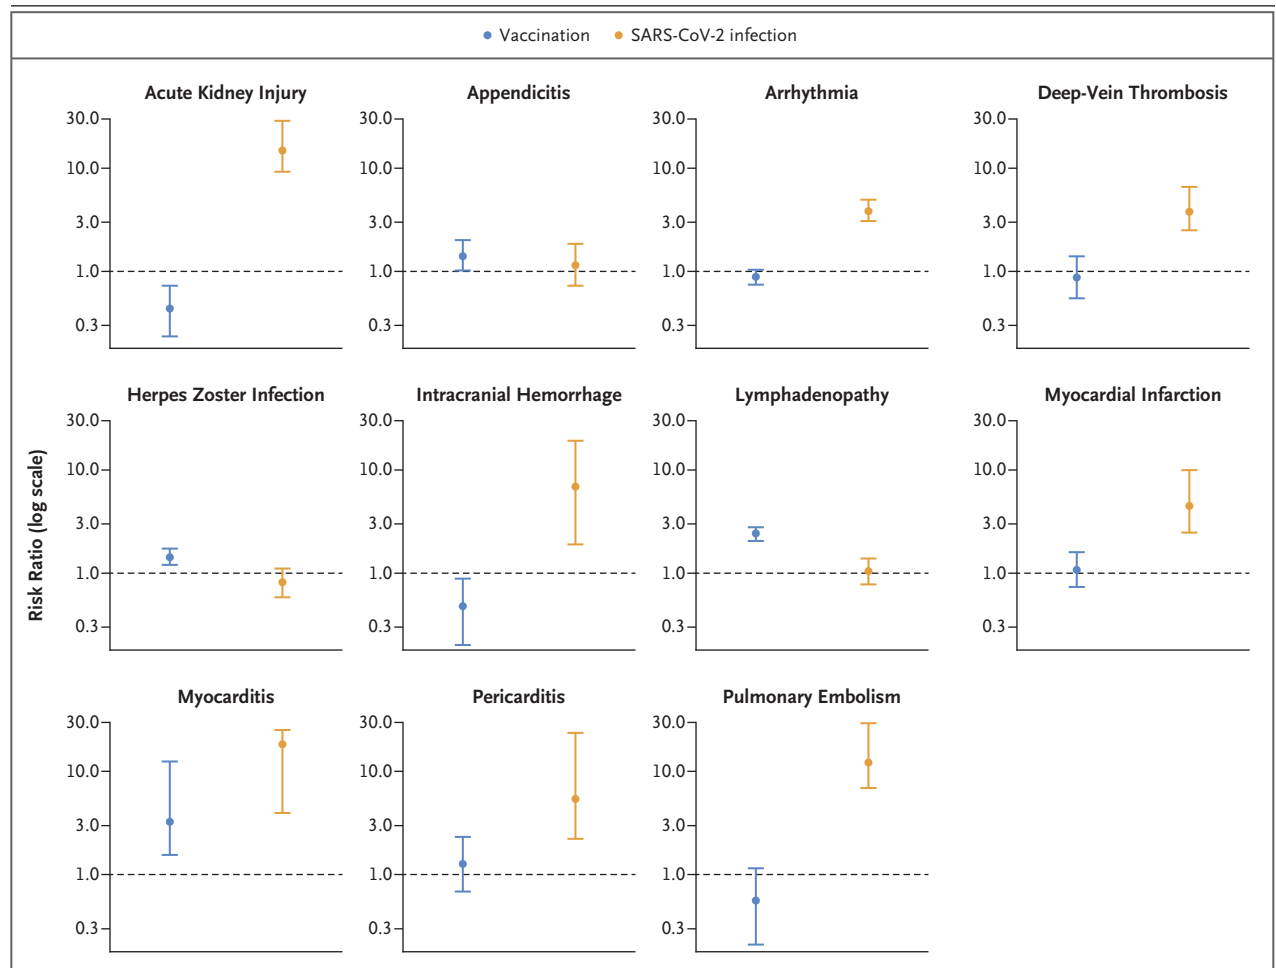 Vaccination SARS-CoV-2 infection
Acute Kidney Injury Appendicitis Arrhythmia Deep-Vein Thrombosis
30.0 30.0 30.0 30.0
10.0 10.0 10.0 10.0
3.0 3.0 3.0 3.0
1.0 1.0 1.0 1.0
0.3 0.3 0.3 0.3
Risk Ratio (log scale)
Herpes Zoster Infection Intracranial Hemorrhage Lymphadenopathy Myocardial Infarction
30.0 30.0 30.0 30.0
10.0 10.0 10.0 10.0
3.0 3.0 3.0 3.0
1.0 1.0 1.0 1.0
0.3 0.3 0.3 0.3
Myocarditis Pericarditis Pulmonary Embolism
30.0 30.0 30.0
10.0 10.0 10.0
3.0 3.0 3.0
1.0 1.0 1.0
0.3 0.3 0.3